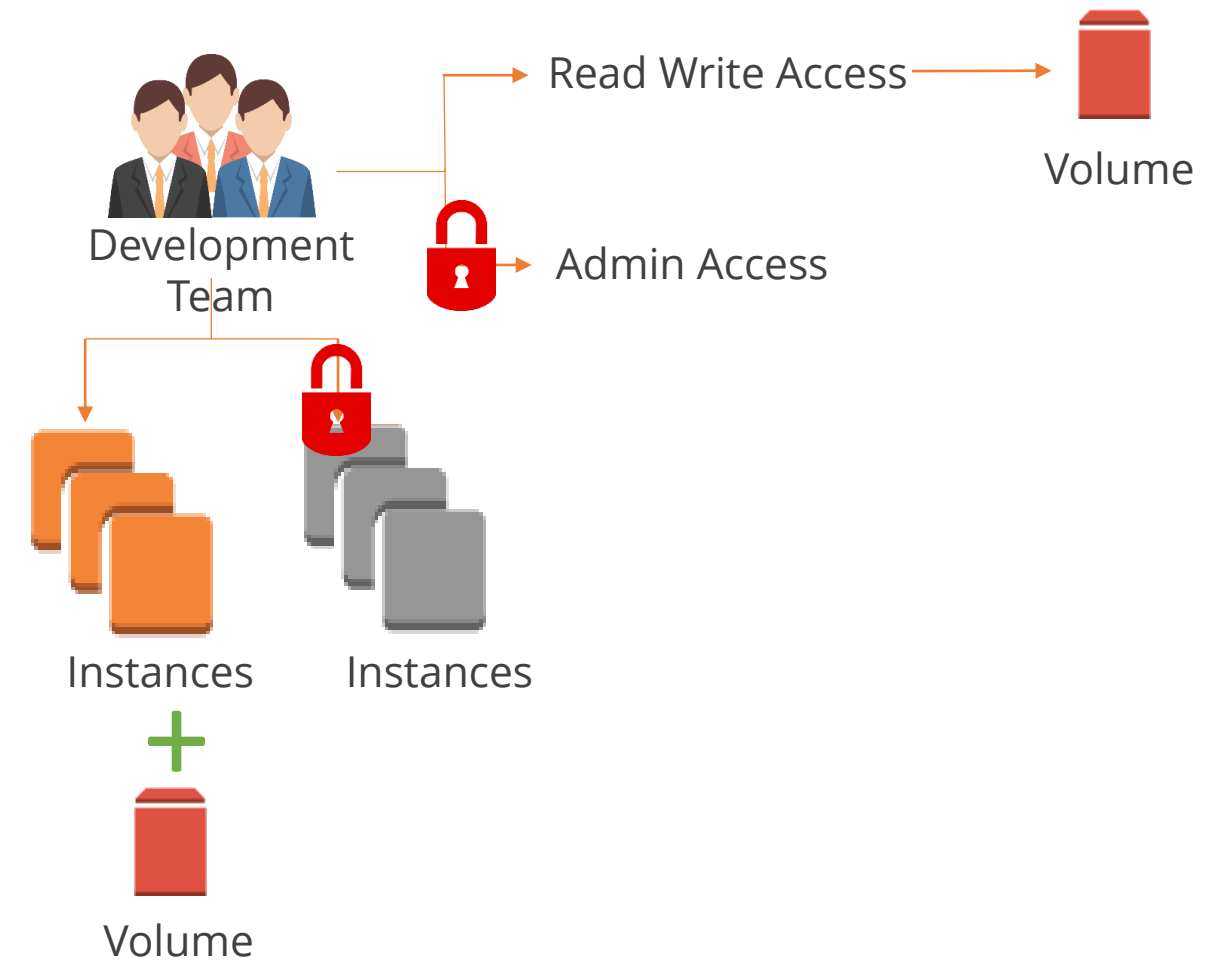 Read Write Access
Volume
Development
Team
Admin Access
Instances
Instances
Volume